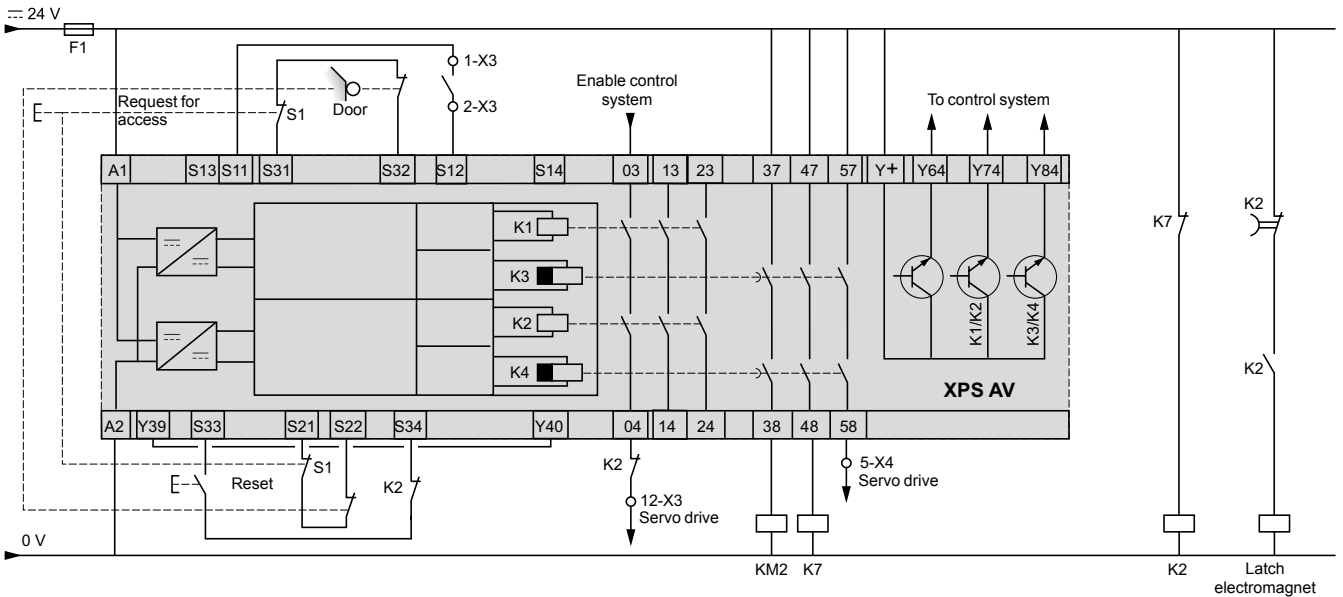 ⎓ 24 V
F1
1-X3
2-X3
Request for
access
S1
Door
Enable control
system
To control system
A1 S13 S11 S31 S32 S12 S14 03 13 23 37 47 57 Y+ Y64 Y74 Y84
K1
K3
K2
K4
K1/K2
K3/K4
XPS AV
K7
K2
K2
A2 Y39 S33 S21 S22 S34 Y40 04 14 24 38 48 58
S1
Reset
K2
K2
12-X3
Servo drive
5-X4
Servo drive
0 V
KM2 K7 K2 Latch
electromagnet